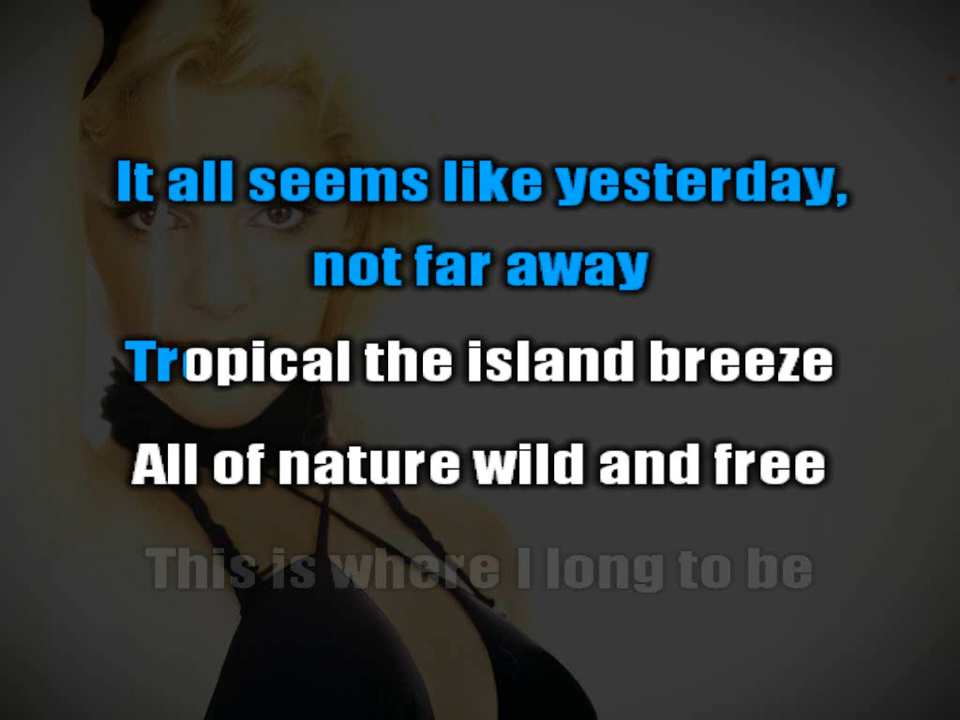 It all seems like yesterday,
not far away
Tropical the island breeze
All of nature wild and free
This is where I long to be